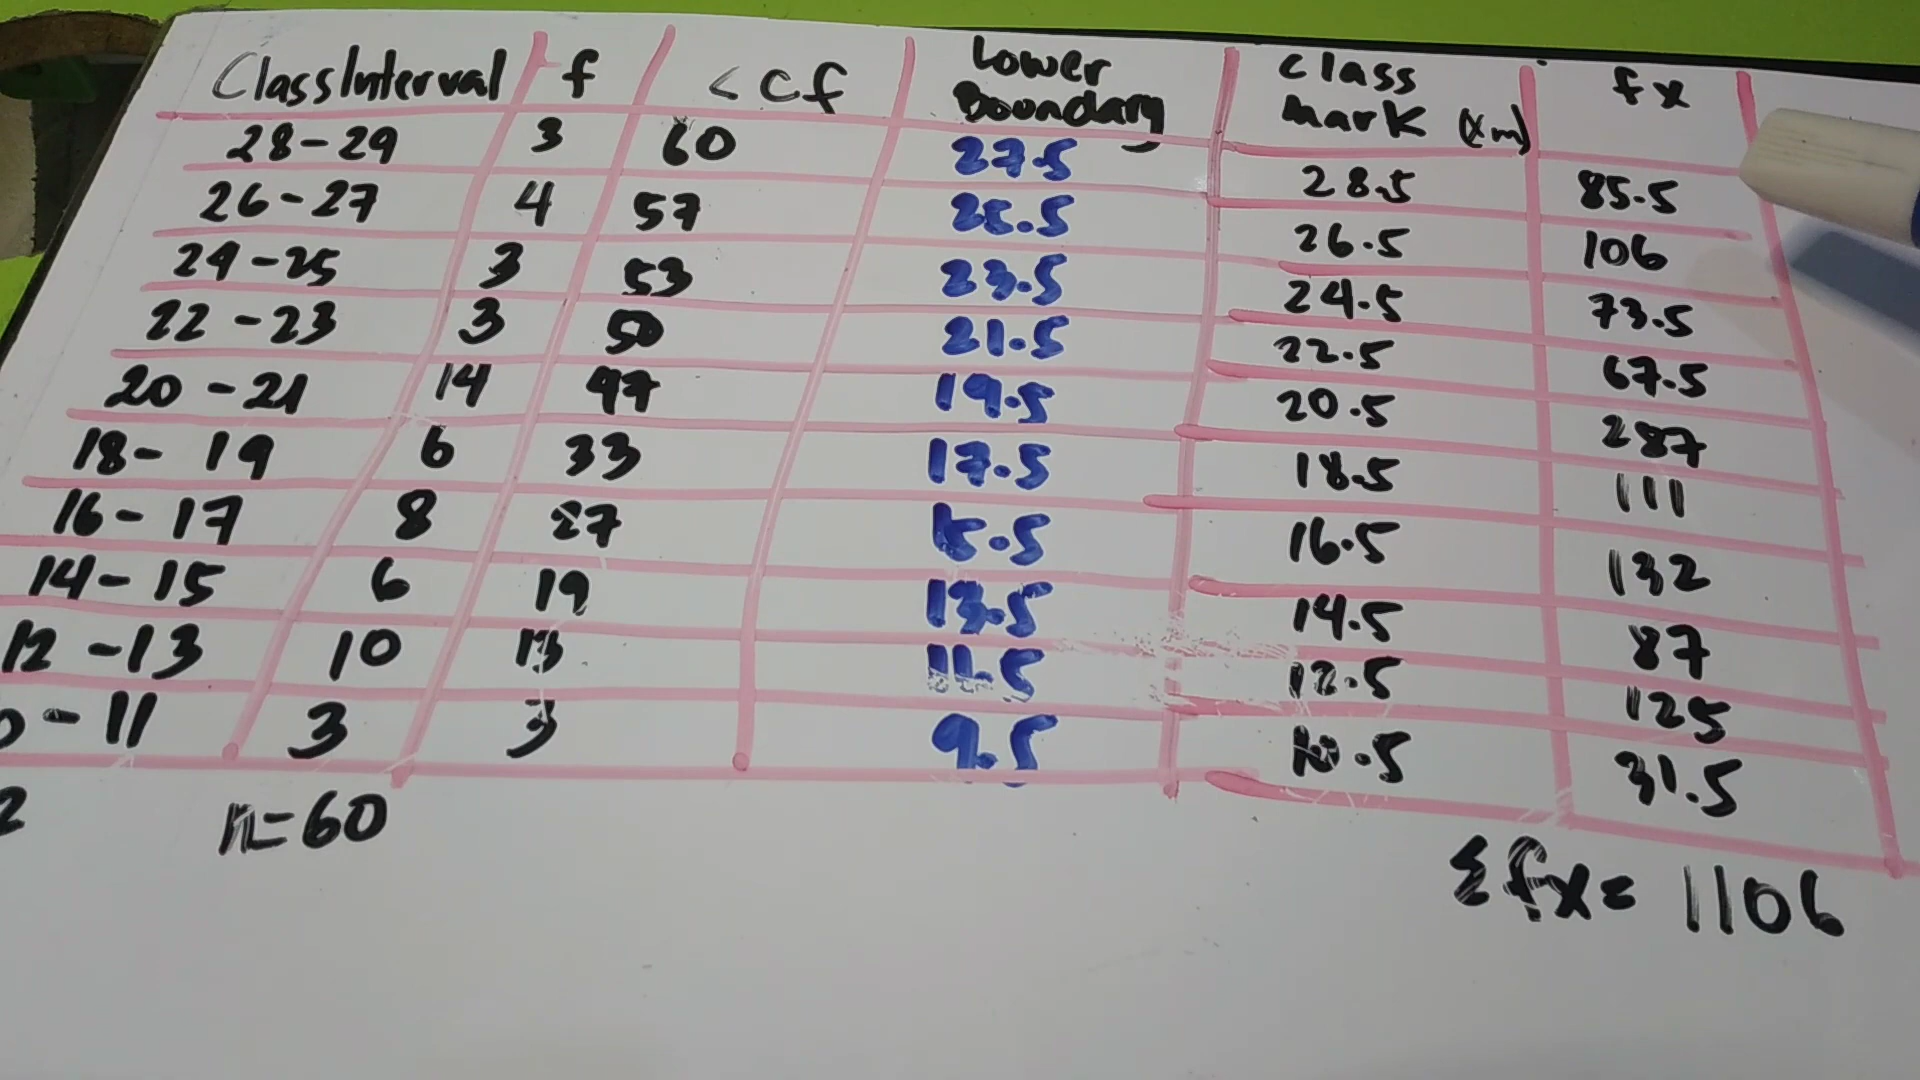 Class Interval f <cf Lower Boundary Class Mark (xm) fx
28-29 3 60 27.5 28.5 85.5
26-27 4 57 25.5 26.5 106
24-25 3 53 23.5 24.5 73.5
22-23 3 50 21.5 22.5 67.5
20-21 14 47 19.5 20.5 287
18-19 6 33 17.5 18.5 111
16-17 8 27 15.5 16.5 132
14-15 6 19 13.5 14.5 87
12-13 10 13 11.5 12.5 125
0-11 3 3 9.5 10.5 31.5
2 n=60
Σfx= 1106